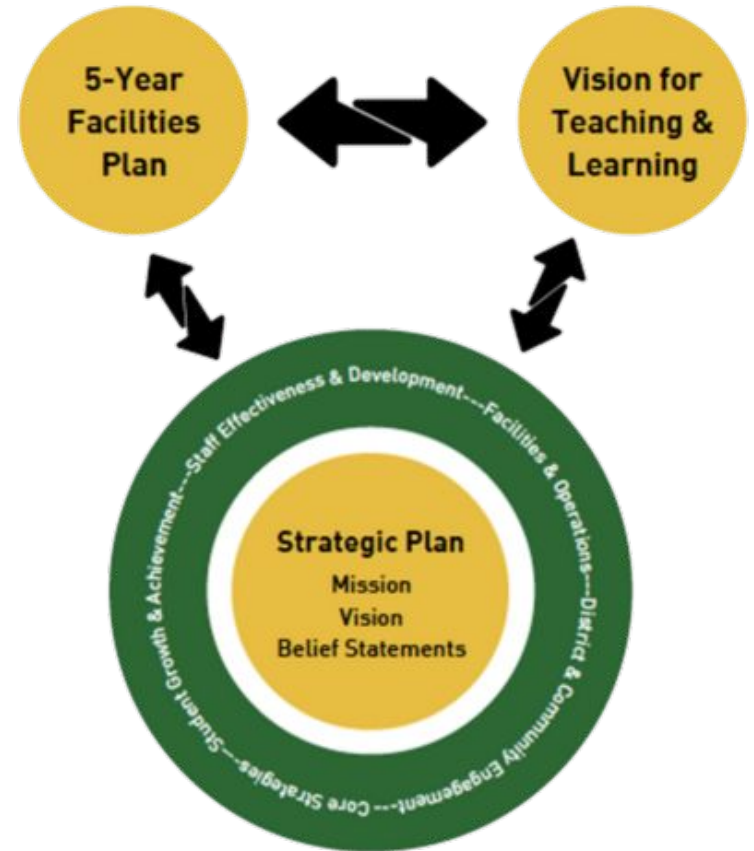 5-Year
Facilities
Plan
Vision for
Teaching &
Learning
Student Growth & Achievement---Staff Effectiveness & Development---Facilities & Operations---District & Community Engagement---Core Strategies---
Strategic Plan
Mission
Vision
Belief Statements